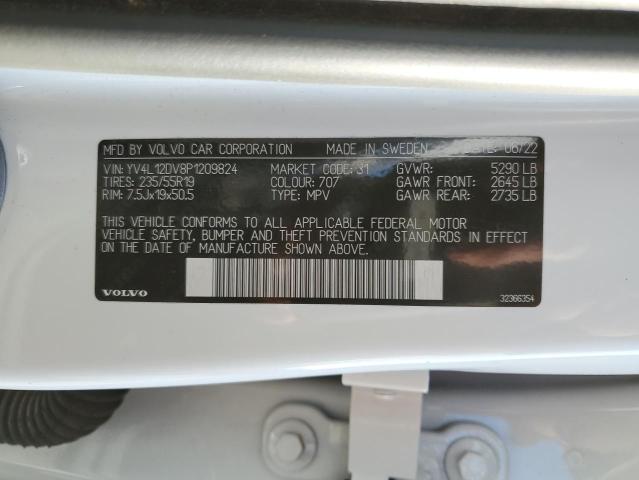 MFD BY VOLVO CAR CORPORATION MADE IN SWEDEN 06/22
VIN: YV4L12DV8P1209824 MARKET CODE: 31 GVWR: 5290 LB
TIRES: 235/55R19 COLOUR: 707 GAWR FRONT: 2645 LB
RIM: 7.5Jx19x50.5 TYPE: MPV GAWR REAR: 2735 LB
THIS VEHICLE CONFORMS TO ALL APPLICABLE FEDERAL MOTOR
VEHICLE SAFETY, BUMPER AND THEFT PREVENTION STANDARDS IN EFFECT
ON THE DATE OF MANUFACTURE SHOWN ABOVE.
VOLVO 32366354